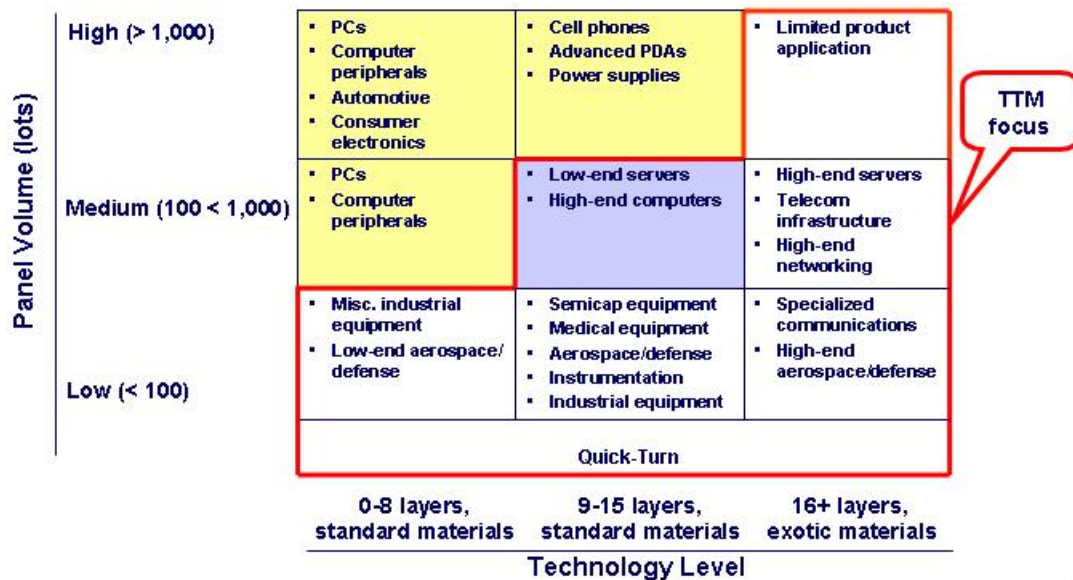 Panel Volume (lots)
High (> 1,000)
▪ PCs
▪ Computer
peripherals
▪ Automotive
▪ Consumer
electronics
▪ Cell phones
▪ Advanced PDAs
▪ Power supplies
▪ Limited product
application
TTM
focus
Medium (100 < 1,000)
▪ PCs
▪ Computer
peripherals
▪ Low-end servers
▪ High-end computers
▪ High-end servers
▪ Telecom
infrastructure
▪ High-end
networking
Low (< 100)
▪ Misc. industrial
equipment
▪ Low-end aerospace/
defense
▪ Semicap equipment
▪ Medical equipment
▪ Aerospace/defense
▪ Instrumentation
▪ Industrial equipment
▪ Specialized
communications
▪ High-end
aerospace/defense
Quick-Turn
0-8 layers,
standard materials
9-15 layers,
standard materials
16+ layers,
exotic materials
Technology Level